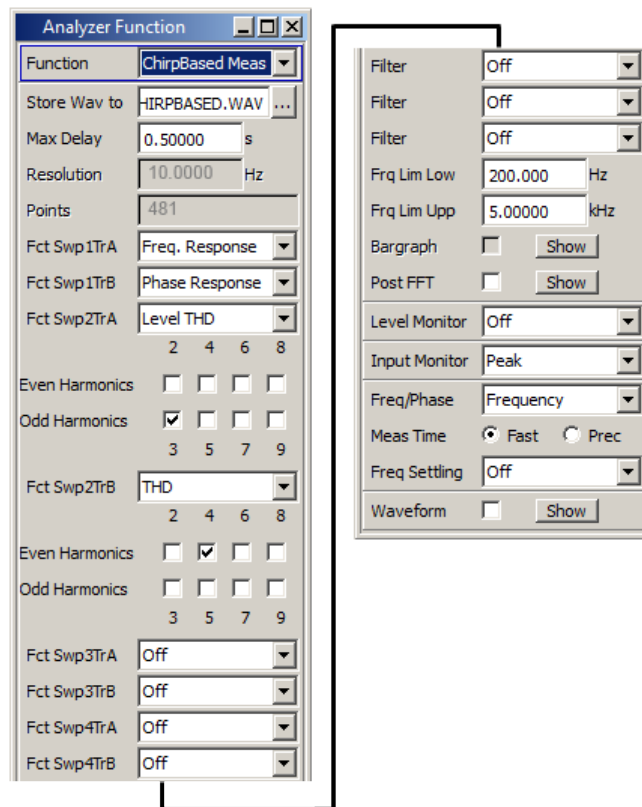 Analyzer Function
Function ChirpBased Meas
Store Wav to HIRPBASED.WAV ...
Max Delay 0.50000 s
Resolution 10.0000 Hz
Points 481
Fct Swp1TrA Freq. Response
Fct Swp1TrB Phase Response
Fct Swp2TrA Level THD
2 4 6 8
Even Harmonics
Odd Harmonics
3 5 7 9
Fct Swp2TrB THD
2 4 6 8
Even Harmonics
Odd Harmonics
3 5 7 9
Fct Swp3TrA Off
Fct Swp3TrB Off
Fct Swp4TrA Off
Fct Swp4TrB Off
Filter Off
Filter Off
Filter Off
Frq Lim Low 200.000 Hz
Frq Lim Upp 5.00000 kHz
Bargraph Show
Post FFT Show
Level Monitor Off
Input Monitor Peak
Freq/Phase Frequency
Meas Time Fast Prec
Freq Settling Off
Waveform Show